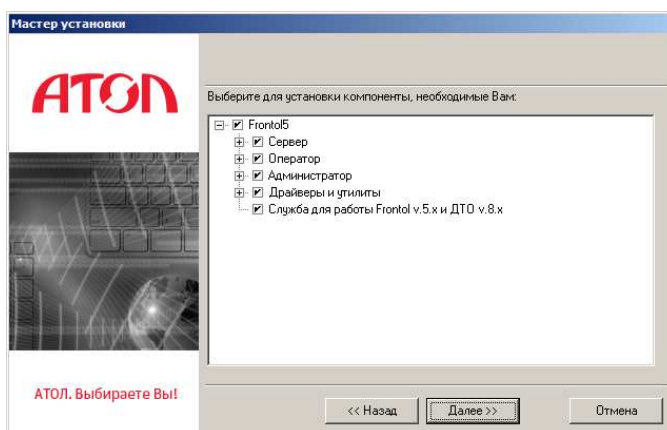 Мастер установки
АТОЛ
Выберите для установки компоненты, необходимые Вам:
Frontol5
Сервер
Оператор
Администратор
Драйверы и утилиты
Служба для работы Frontol v.5.x и ДТО v.8.x
АТОЛ. Выбираете Вы!
<< Назад
Далее >>
Отмена